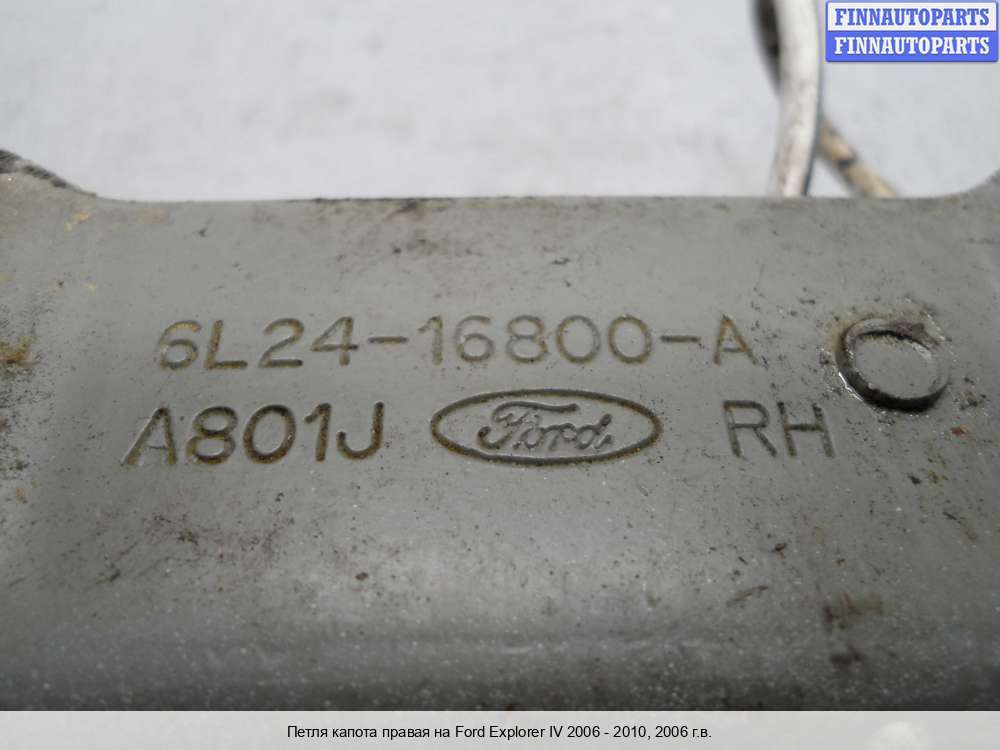 FINNAUTOPARTS
FINNAUTOPARTS
6L24-16800-A
A801J Ford RH
Петля капота правая на Ford Explorer IV 2006 - 2010, 2006 г.в.